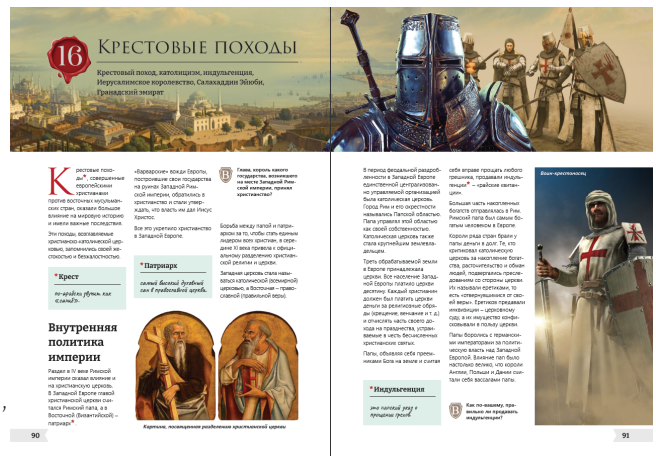 16
Крестовые походы
Крестовый поход, католицизм, индульгенция,
Иерусалимское королевство, Салахаддин Эйюби,
Гранадский эмират
Крестовые похо-
ды*, совершенные
европейскими
христианами
против восточных мусульман-
ских стран, оказали большое
влияние на мировую историю
и имели важные последствия.
Эти походы, возглавляемые
христианско-католической цер-
ковью, запомнились своей же-
стокостью и безжалостностью.
*Крест
по-арабски звучит как
«салиб».
Внутренняя
политика
империи
Раздел в IV веке Римской
империи оказал влияние и
на христианскую церковь.
В Западной Европе главой
христианской церкви счи-
тался Римский папа, а в
Восточной (Византийской) –
патриарх*.
90
«Варварские» вожди Европы,
построившие свои государства
на руинах Западной Рим-
ской империи, обратились в
христианство и стали утвер-
ждать, что власть им дал Иисус
Христос.
Все это укрепило христианство
в Западной Европе.
*Патриарх
самый высокий духовный
сан в православной церкви.
Глава, король какого
государства, возникшего
на месте Западной Рим-
ской империи, принял
христианство?
Борьба между папой и патри-
архом за то, чтобы стать единым
лидером всех христиан, в сере-
дине XI века привела к офици-
альному разделению христиан-
ской религии и церкви.
Западная церковь стала назы-
ваться католической (всемирной)
церковью, а Восточная – право-
славной (правильной веры).
Картина, посвященная разделению христианской церкви
В период феодальной раздроб-
ленности в Западной Европе
единственной централизован-
но управляемой организацией
была католическая церковь.
Город Рим и его окрестности
назывались Папской областью.
Папа управлял этой областью
как своей собственностью.
Католическая церковь также
стала крупнейшим землевла-
дельцем.
Треть обрабатываемой земли
в Европе принадлежала
церкви. Все население Запад-
ной Европы платило церкви
десятину. Каждый христианин
должен был платить церкви
деньги за религиозные обря-
ды (крещение, венчание и т. д.)
и отчислять часть своего до-
хода на празднества, устраи-
ваемые в честь бесчисленных
христианских святых.
Папы, объявляя себя преем-
никами Бога на земле и считая
*Индульгенция
это папский указ о
прощении грехов
себя вправе прощать любого
грешника, продавали индуль-
генции* – «райские квитан-
ции».
Большая часть накопленных
богатств отправлялась в Рим.
Римский папа был самым бо-
гатым человеком в Европе.
Короли ряда стран брали у
папы деньги в долг. Те, кто
критиковал католическую
церковь за накопление богат-
ства, расточительство и обман
людей, подвергались пресле-
дованиям со стороны церкви.
Их называли еретиками, то
есть «отвернувшимися от сво-
ей веры». Еретиков предавали
инквизиции – церковному
суду, а их имущество конфи-
сковывали в пользу церкви.
Папы боролись с германски-
ми императорами за полити-
ческую власть над Западной
Европой. Влияние пап было
настолько велико, что короли
Англии, Польши и Дании счи-
тали себя вассалами папы.
Как по-вашему, пра-
вильно ли продавать
индульгенцию?
Воин-крестоносец
91